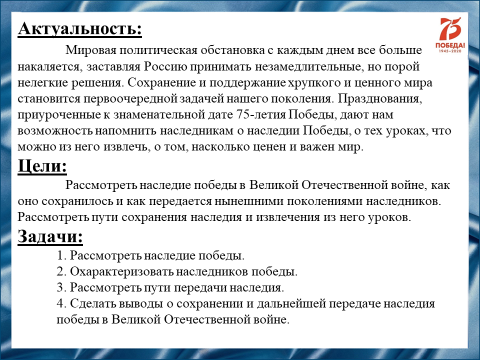 Актуальность:
75
ПОБЕДА!
1945-2020
Мировая политическая обстановка с каждым днем все больше
накаляется, заставляя Россию принимать незамедлительные, но порой
нелегкие решения. Сохранение и поддержание хрупкого и ценного мира
становится первоочередной задачей нашего поколения. Празднования,
приуроченные к знаменательной дате 75-летия Победы, дают нам
возможность напомнить наследникам о наследии Победы, о тех уроках, что
можно из него извлечь, о том, насколько ценен и важен мир.
Цели:
Рассмотреть наследие победы в Великой Отечественной войне, как
оно сохранилось и как передается нынешними поколениями наследников.
Рассмотреть пути сохранения наследия и извлечения из него уроков.
Задачи:
1. Рассмотреть наследие победы.
2. Охарактеризовать наследников победы.
3. Рассмотреть пути передачи наследия.
4. Сделать выводы о сохранении и дальнейшей передаче наследия
победы в Великой Отечественной войне.